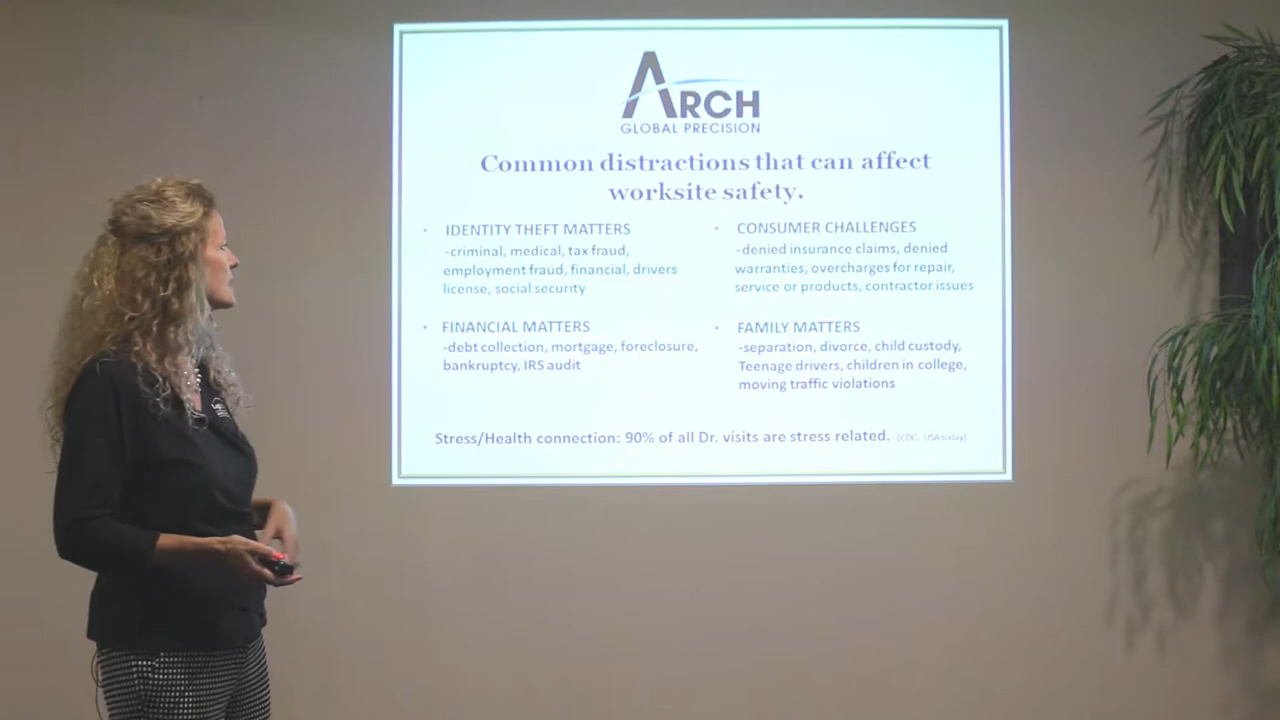 ARCH
GLOBAL PRECISION
Common distractions that can affect
worksite safety.
• IDENTITY THEFT MATTERS
-criminal, medical, tax fraud,
employment fraud, financial, drivers
license, social security
• FINANCIAL MATTERS
-debt collection, mortgage, foreclosure,
bankruptcy, IRS audit
• CONSUMER CHALLENGES
-denied insurance claims, denied
warranties, overcharges for repair,
service or products, contractor issues
• FAMILY MATTERS
-separation, divorce, child custody,
Teenage drivers, children in college,
moving traffic violations
Stress/Health connection: 90% of all Dr. visits are stress related. (CDC, USA today)